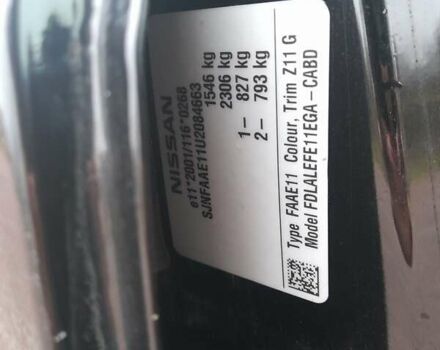 NISSAN
e11*2001/116*0268
SJNFAAE11U2084663
1546 kg
2306 kg
1- 827 kg
2- 793 kg
Type FAAE11 Colour, Trim Z11 G
Model FDLALEFE11EGA-CABD